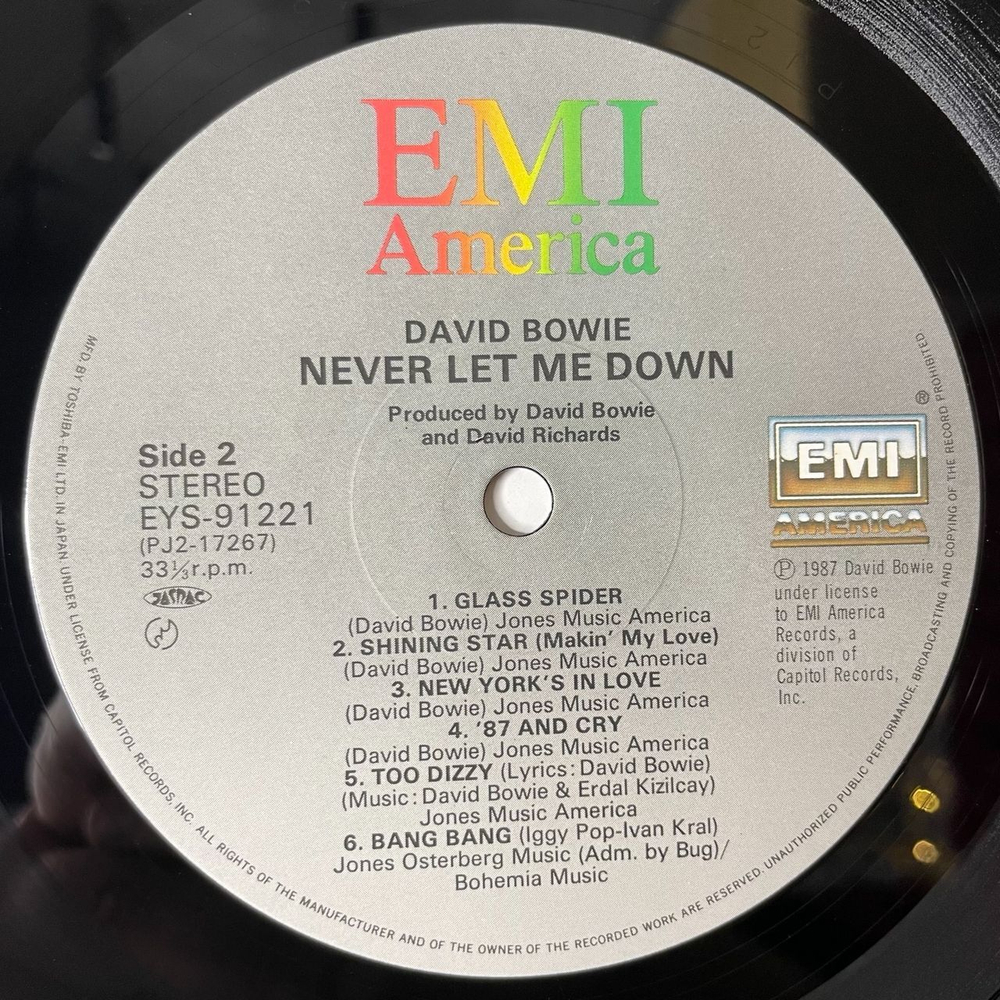 EMI
America
DAVID BOWIE
NEVER LET ME DOWN
Produced by David Bowie
and David Richards
Side 2
STEREO
EYS-91221
(PJ2-17267)
33⅓r.p.m.
JASRAC
®
EMI
AMERICA
℗ 1987 David Bowie
under license
to EMI America
Records, a
division of
Capitol Records,
Inc.
1. GLASS SPIDER
(David Bowie) Jones Music America
2. SHINING STAR (Makin' My Love)
(David Bowie) Jones Music America
3. NEW YORK'S IN LOVE
(David Bowie) Jones Music America
4. '87 AND CRY
(David Bowie) Jones Music America
5. TOO DIZZY (Lyrics: David Bowie)
(Music: David Bowie & Erdal Kizilcay)
Jones Music America
6. BANG BANG (Iggy Pop-Ivan Kral)
Jones Osterberg Music (Adm. by Bug)/
Bohemia Music
MFD. BY TOSHIBA-EMI LTD. IN JAPAN UNDER LICENSE FROM CAPITOL RECORDS, INC. ALL RIGHTS OF THE MANUFACTURER AND OF THE OWNER OF THE RECORDED WORK ARE RESERVED. UNAUTHORIZED PUBLIC PERFORMANCE, BROADCASTING AND COPYING OF THE RECORD PROHIBITED